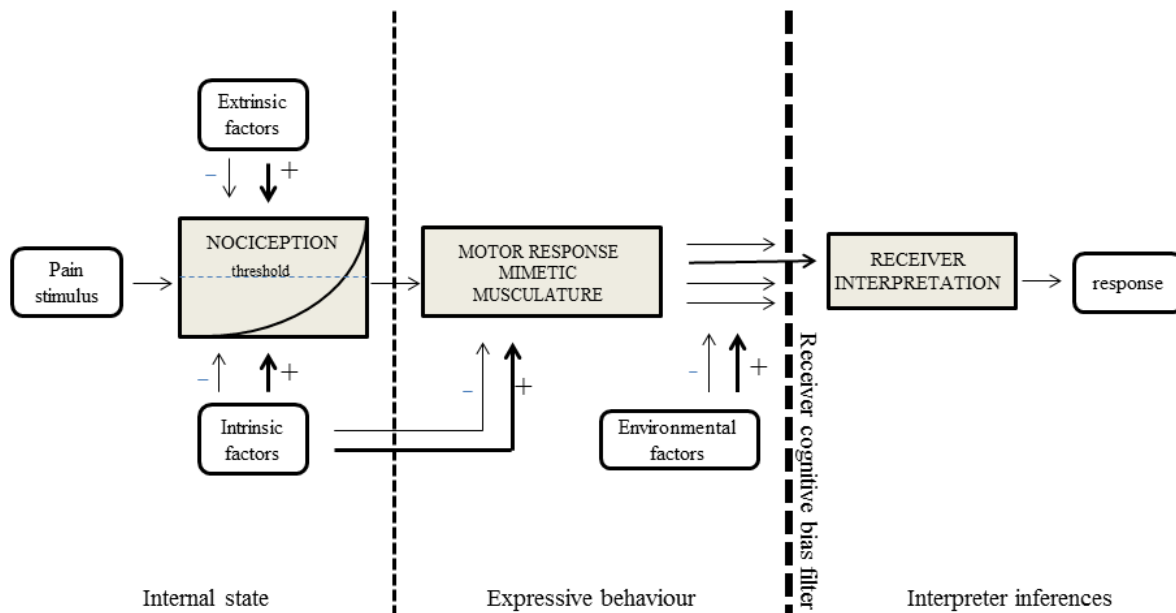 Extrinsic
factors
–
+
NOCICEPTION
threshold
Pain
stimulus
–
+
Intrinsic
factors
MOTOR RESPONSE
MIMETIC
MUSCULATURE
–
+
–
+
Environmental
factors
Receiver cognitive bias filter
RECEIVER
INTERPRETATION
response
Internal state
Expressive behaviour
Interpreter inferences